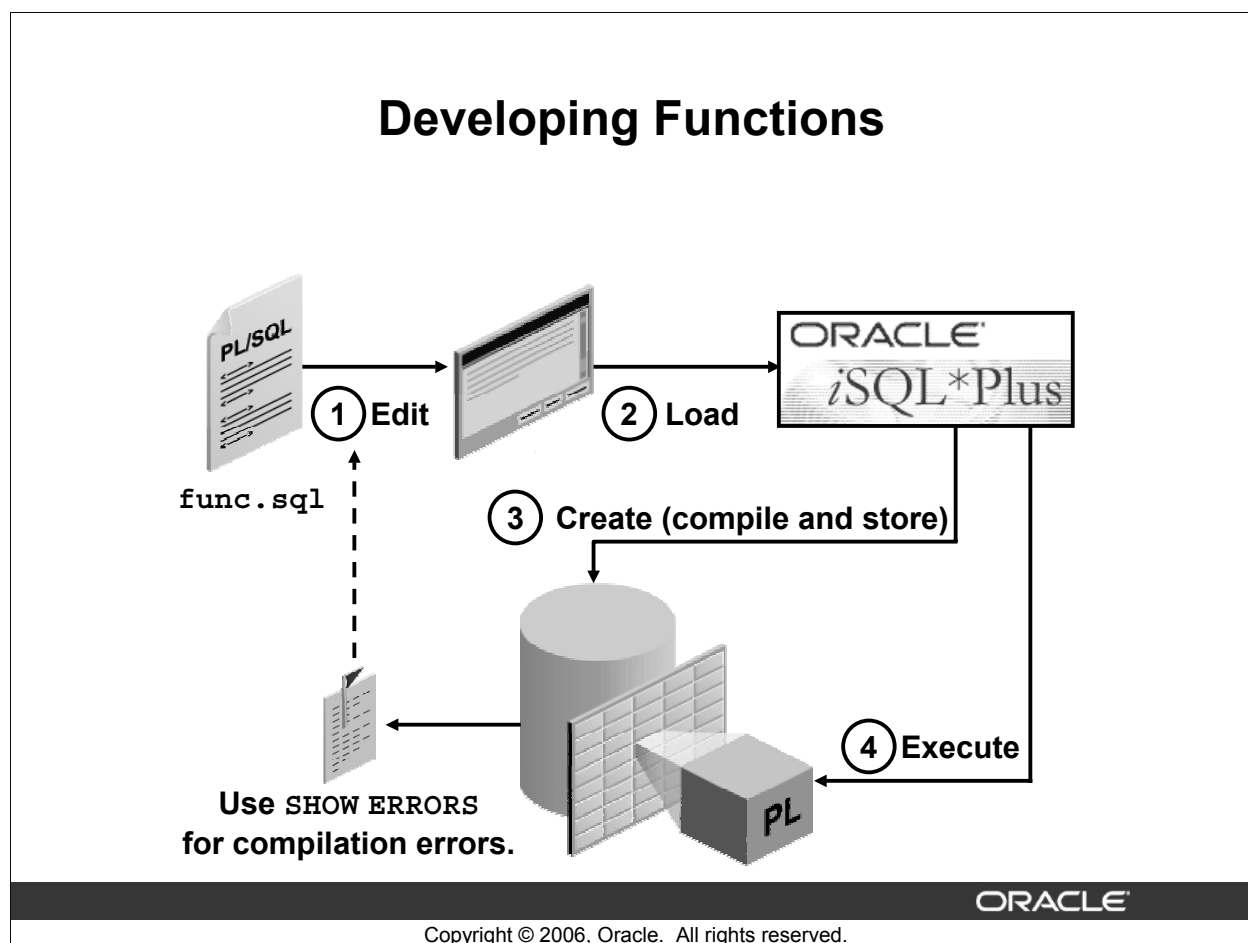 Developing Functions
PL/SQL
1 Edit
2 Load
ORACLE
iSQL*Plus
func.sql
3 Create (compile and store)
4 Execute
PL
Use SHOW ERRORS
for compilation errors.
ORACLE
Copyright © 2006, Oracle. All rights reserved.